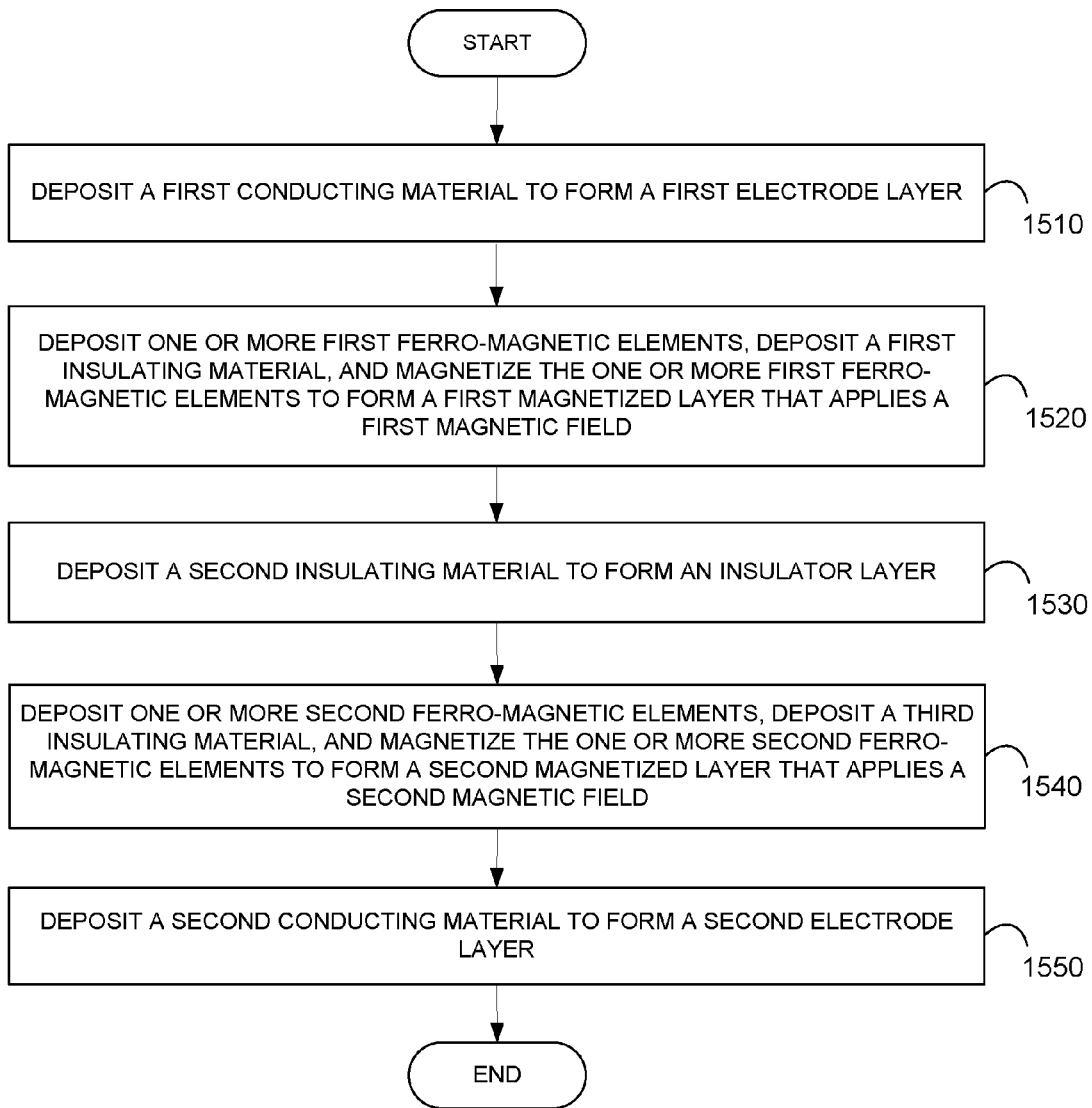 START
DEPOSIT A FIRST CONDUCTING MATERIAL TO FORM A FIRST ELECTRODE LAYER
1510
DEPOSIT ONE OR MORE FIRST FERRO-MAGNETIC ELEMENTS, DEPOSIT A FIRST
INSULATING MATERIAL, AND MAGNETIZE THE ONE OR MORE FIRST FERRO-
MAGNETIC ELEMENTS TO FORM A FIRST MAGNETIZED LAYER THAT APPLIES A
FIRST MAGNETIC FIELD
1520
DEPOSIT A SECOND INSULATING MATERIAL TO FORM AN INSULATOR LAYER
1530
DEPOSIT ONE OR MORE SECOND FERRO-MAGNETIC ELEMENTS, DEPOSIT A THIRD
INSULATING MATERIAL, AND MAGNETIZE THE ONE OR MORE SECOND FERRO-
MAGNETIC ELEMENTS TO FORM A SECOND MAGNETIZED LAYER THAT APPLIES A
SECOND MAGNETIC FIELD
1540
DEPOSIT A SECOND CONDUCTING MATERIAL TO FORM A SECOND ELECTRODE
LAYER
1550
END